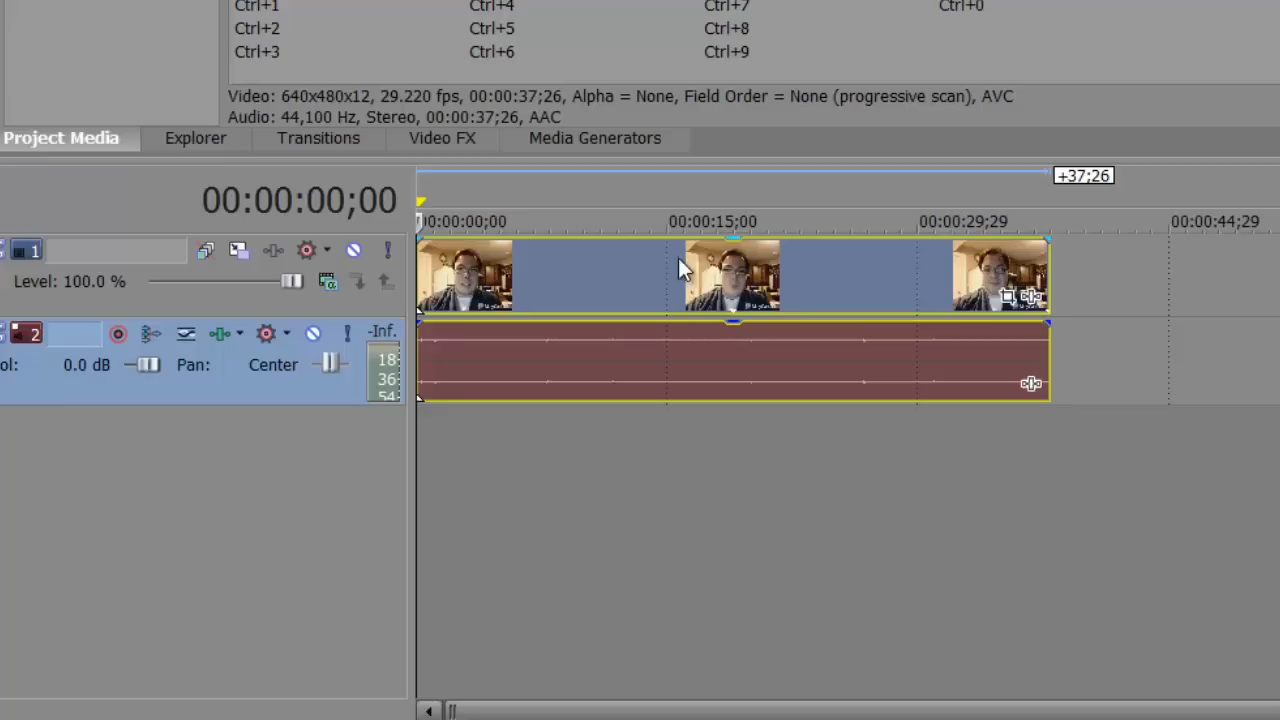 Ctrl+1 Ctrl+4 Ctrl+7 Ctrl+0
Ctrl+2 Ctrl+5 Ctrl+8
Ctrl+3 Ctrl+6 Ctrl+9
Video: 640x480x12, 29.220 fps, 00:00:37;26, Alpha = None, Field Order = None (progressive scan), AVC
Audio: 44,100 Hz, Stereo, 00:00:37;26, AAC
Project Media Explorer Transitions Video FX Media Generators
+37;26
00:00:00;00
00:00:00;00 00:00:15;00 00:00:29;29 00:00:44;29
1
Level: 100.0 %
2 -Inf.
ol: 0.0 dB Pan: Center 18
36
54